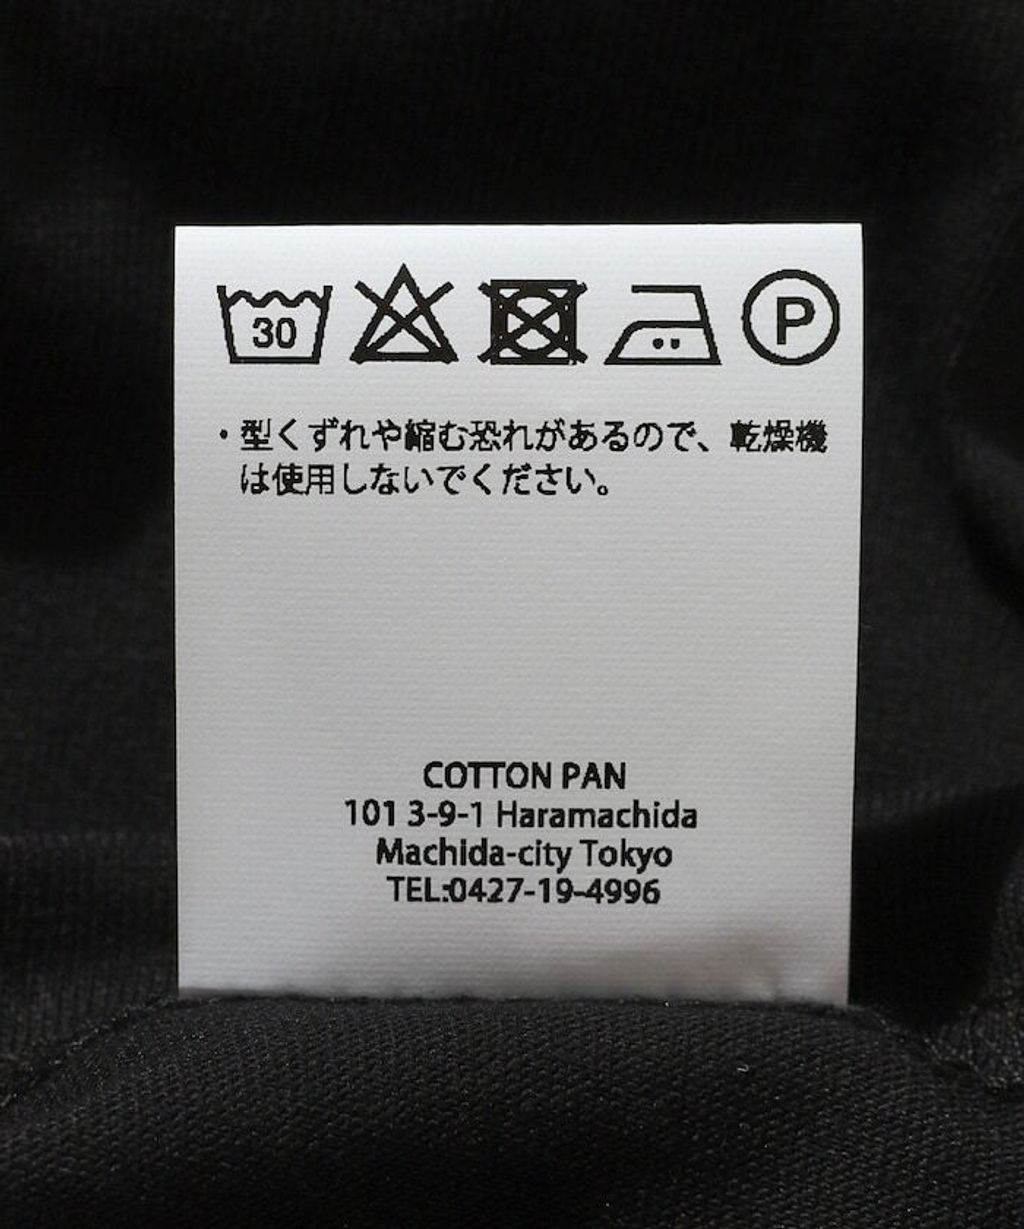 30
P
・型くずれや縮む恐れがあるので、乾燥機
は使用しないでください。
COTTON PAN
101 3-9-1 Haramachida
Machida-city Tokyo
TEL:0427-19-4996